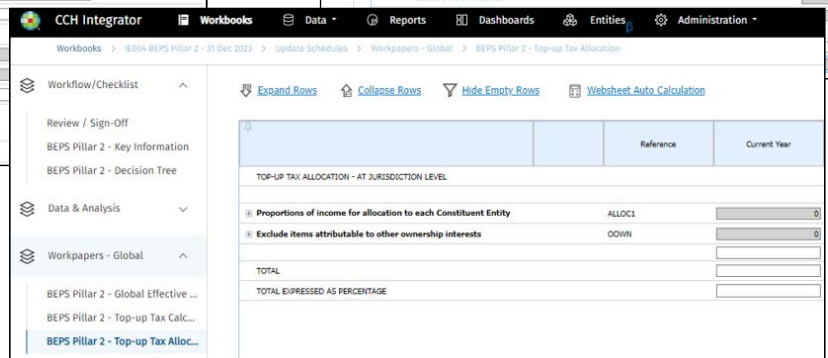 CCH Integrator Workbooks Data Reports Dashboards Entities β Administration
Workbooks > IE004 BEPS Pillar 2 - 31 Dec 2023 > Update Schedules > Workpapers - Global > BEPS Pillar 2 - Top-up Tax Allocation
Workflow/Checklist
Expand Rows Collapse Rows Hide Empty Rows Websheet Auto Calculation
Review / Sign-Off
BEPS Pillar 2 - Key Information
BEPS Pillar 2 - Decision Tree
Reference Current Year
TOP-UP TAX ALLOCATION - AT JURISDICTION LEVEL
Data & Analysis
Proportions of income for allocation to each Constituent Entity ALLOC1 0
Exclude items attributable to other ownership interests OOWN 0
Workpapers - Global
TOTAL
TOTAL EXPRESSED AS PERCENTAGE
BEPS Pillar 2 - Global Effective ...
BEPS Pillar 2 - Top-up Tax Calc...
BEPS Pillar 2 - Top-up Tax Alloc...